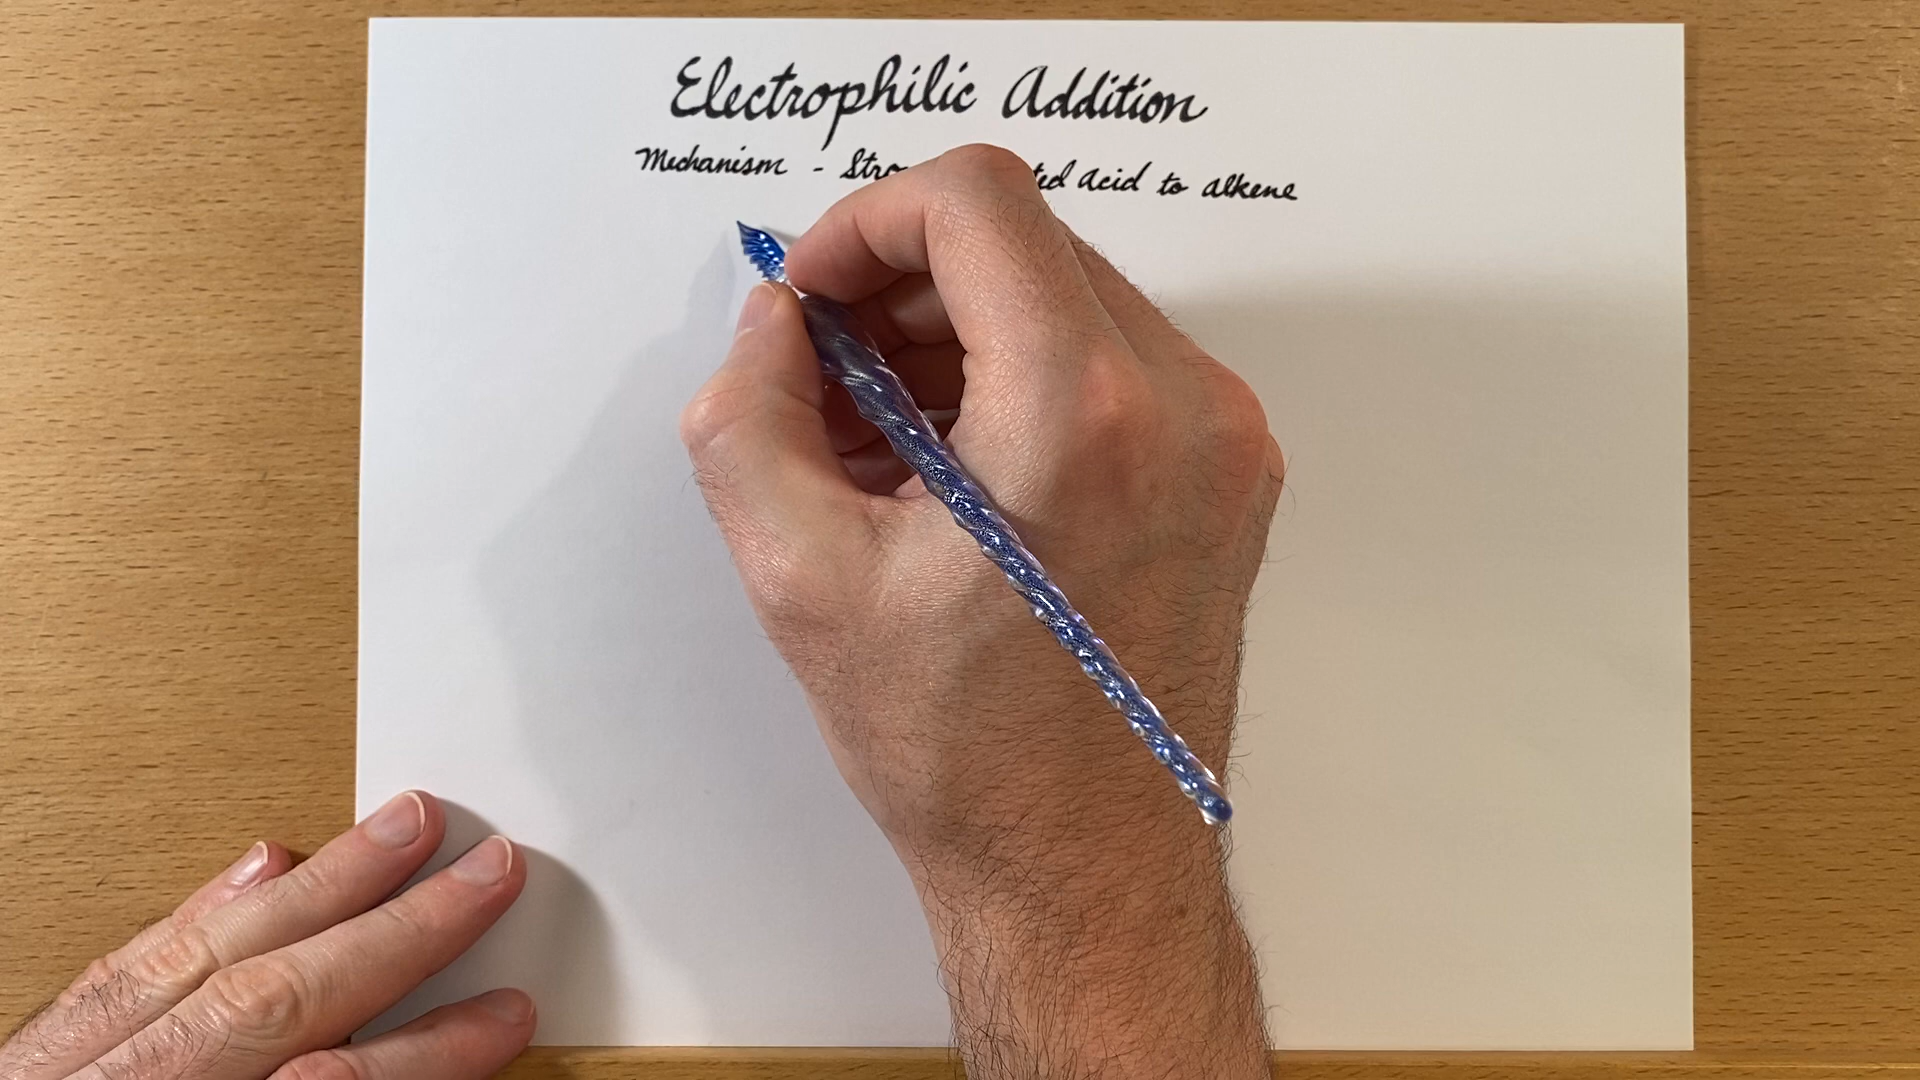 Electrophilic Addition
Mechanism - acid to alkene